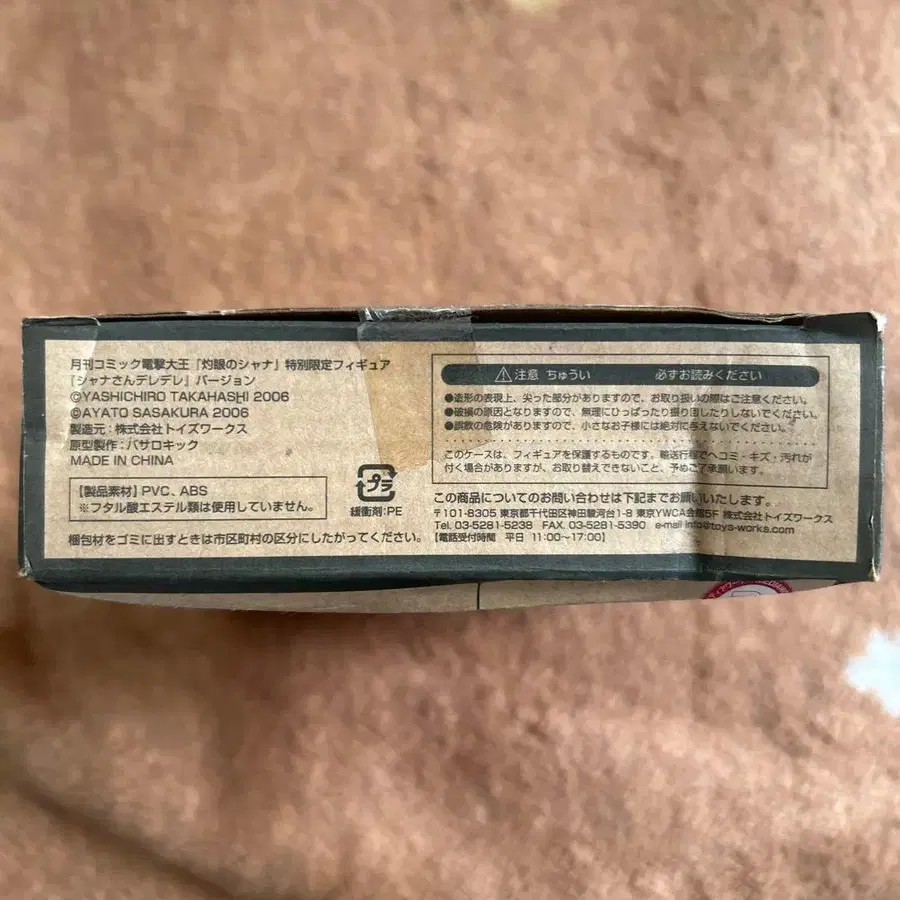 月刊コミック電撃大王「灼眼のシャナ」特別限定フィギュア
「シャナさんデレデレ」バージョン
©YASHICHIRO TAKAHASHI 2006
©AYATO SASAKURA 2006
製造元：株式会社トイズワークス
原型製作：バサロキック
MADE IN CHINA
【製品素材】PVC、ABS
※フタル酸エステル類は使用していません。
プラ
緩衝剤:PE
梱包材をゴミに出すときは市区町村の区分にしたがってください。
注意 ちゅうい 必ずお読みください
●造形の表現上、尖った部分がありますので、お取り扱いの際はご注意ください。
●破損の原因となりますので、無理にひっぱったり振り回したりしないでください。
●誤飲の危険がありますので、小さなお子様には絶対に与えないでください。
このケースは、フィギュアを保護するものです。輸送行程でヘコミ・キズ・汚れが
付く場合がありますが、お取り替えできないこと、予めご了承願います。
この商品についてのお問い合わせは下記までお願いいたします。
〒101-8305 東京都千代田区神田駿河台1-8 東京YWCA会館5F 株式会社トイズワークス
Tel. 03-5281-5238 FAX. 03-5281-5390 e-mail info@toys-works.com
【電話受付時間 平日 11:00～17:00】